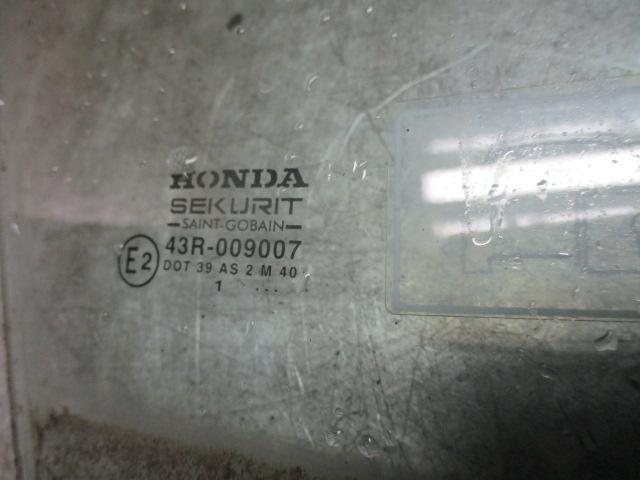 HONDA
SEKURIT
SAINT-GOBAIN
E2 43R-009007
DOT 39 AS 2 M 40
1 ...